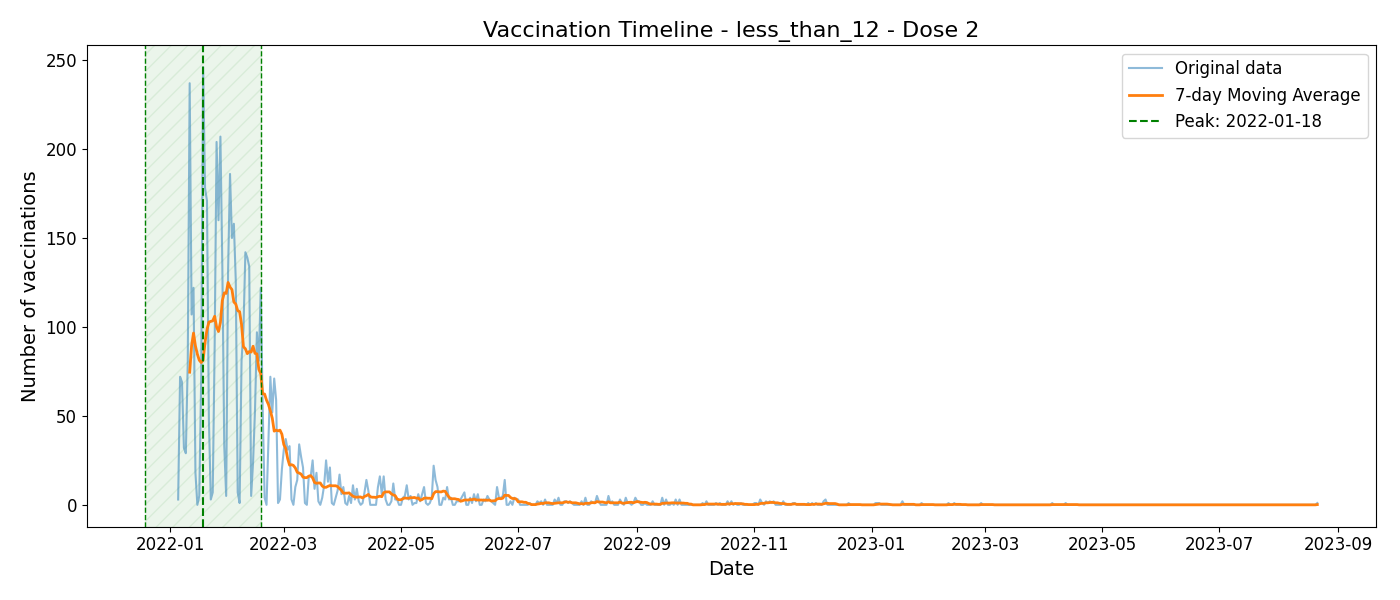 Vaccination Timeline - less_than_12 - Dose 2
Original data
7-day Moving Average
Peak: 2022-01-18
Number of vaccinations
250
200
150
100
50
0
2022-01 2022-03 2022-05 2022-07 2022-09 2022-11 2023-01 2023-03 2023-05 2023-07 2023-09
Date